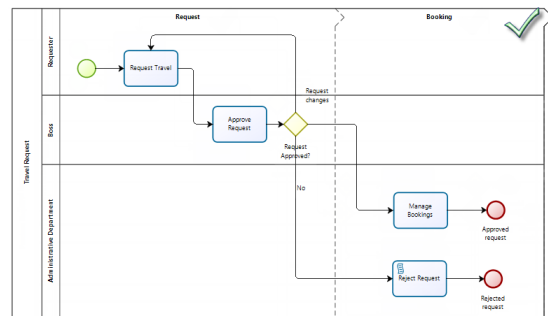 Request
Booking
Travel Request
Requester
Request Travel
Request
changes
Boss
Approve
Request
Request
Approved?
No
Administrative Department
Manage
Bookings
Approved
request
Reject Request
Rejected
request